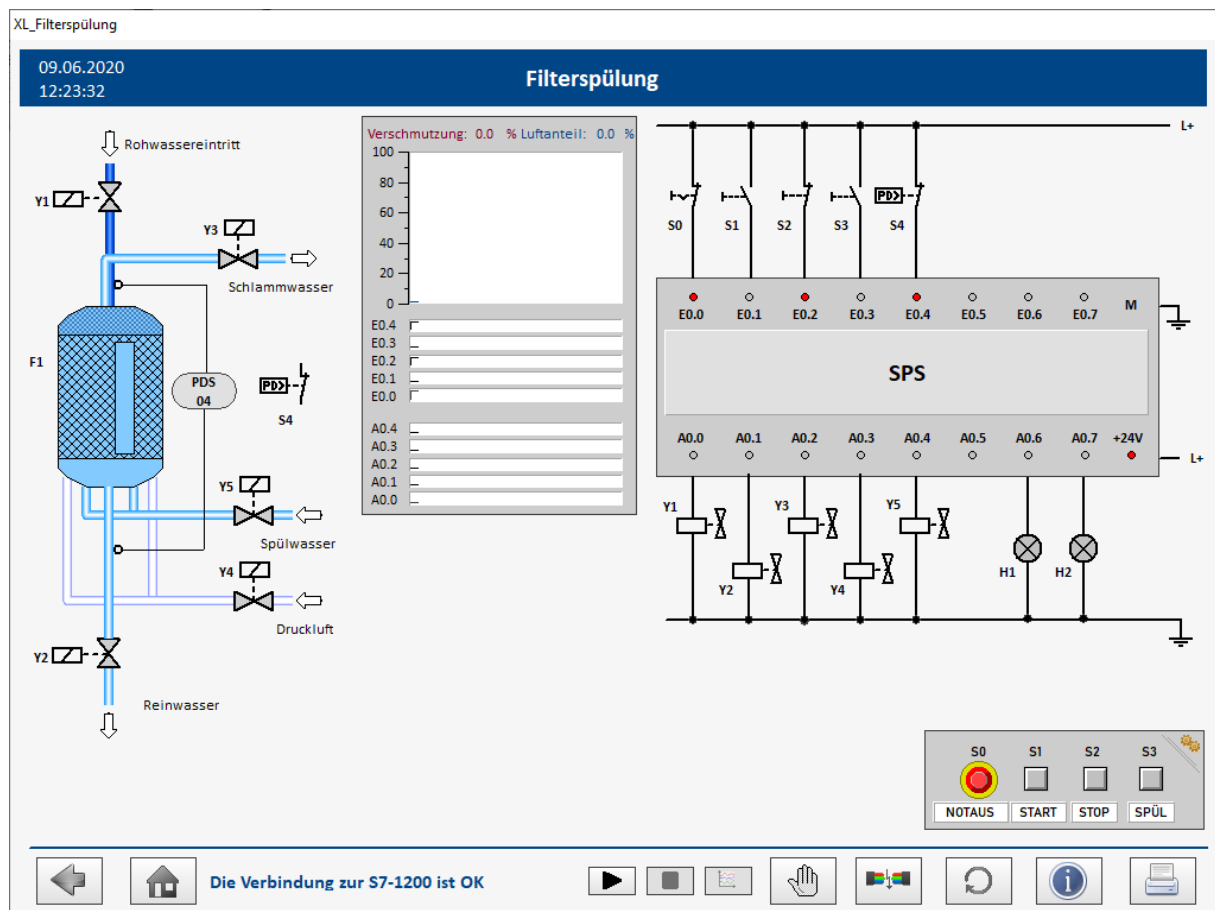 XL_Filterspülung
09.06.2020
12:23:32
Filterspülung
Rohwassereintritt
Y1
Y3
Schlammwasser
F1
PDS
04
PD>
S4
Y5
Spülwasser
Y4
Druckluft
Y2
Reinwasser
Verschmutzung: 0.0 % Luftanteil: 0.0 %
100
80
60
40
20
0
E0.4
E0.3
E0.2
E0.1
E0.0
A0.4
A0.3
A0.2
A0.1
A0.0
L+
PD>
S0 S1 S2 S3 S4
E0.0 E0.1 E0.2 E0.3 E0.4 E0.5 E0.6 E0.7 M
SPS
A0.0 A0.1 A0.2 A0.3 A0.4 A0.5 A0.6 A0.7 +24V
L+
Y1 Y3 Y5
H1 H2
Y2 Y4
S0 S1 S2 S3
NOTAUS START STOP SPÜL
Die Verbindung zur S7-1200 ist OK